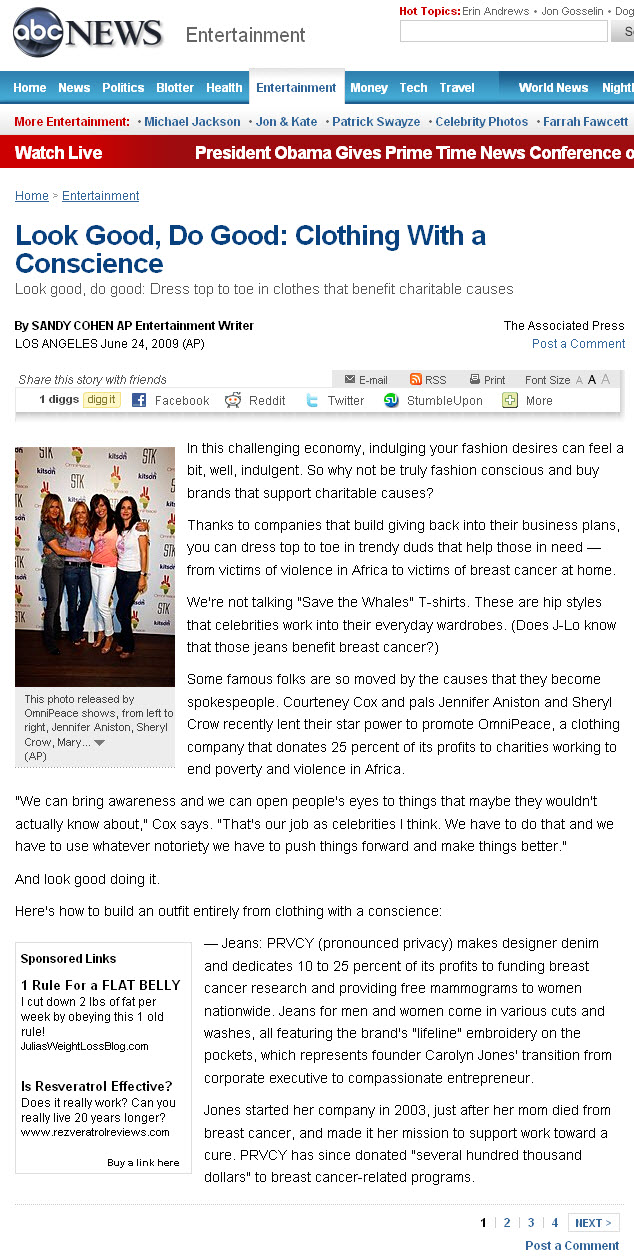 Hot Topics: Erin Andrews • Jon Gosselin • Dog
abc NEWS Entertainment
Home News Politics Blotter Health Entertainment Money Tech Travel World News Nightl
More Entertainment: • Michael Jackson • Jon & Kate • Patrick Swayze • Celebrity Photos • Farrah Fawcett
Watch Live President Obama Gives Prime Time News Conference o
Home > Entertainment
Look Good, Do Good: Clothing With a
Conscience
Look good, do good: Dress top to toe in clothes that benefit charitable causes
By SANDY COHEN AP Entertainment Writer The Associated Press
LOS ANGELES June 24, 2009 (AP) Post a Comment
Share this story with friends E-mail RSS Print Font Size A A A
1 diggs digg it Facebook Reddit Twitter StumbleUpon More
STK
kitson
In this challenging economy, indulging your fashion desires can feel a
bit, well, indulgent. So why not be truly fashion conscious and buy
brands that support charitable causes?
Thanks to companies that build giving back into their business plans,
you can dress top to toe in trendy duds that help those in need —
from victims of violence in Africa to victims of breast cancer at home.
We're not talking "Save the Whales" T-shirts. These are hip styles
that celebrities work into their everyday wardrobes. (Does J-Lo know
that those jeans benefit breast cancer?)
Some famous folks are so moved by the causes that they become
spokespeople. Courteney Cox and pals Jennifer Aniston and Sheryl
Crow recently lent their star power to promote OmniPeace, a clothing
company that donates 25 percent of its profits to charities working to
end poverty and violence in Africa.
This photo released by
OmniPeace shows, from left to
right, Jennifer Aniston, Sheryl
Crow, Mary...
(AP)
"We can bring awareness and we can open people's eyes to things that maybe they wouldn't
actually know about," Cox says. "That's our job as celebrities I think. We have to do that and we
have to use whatever notoriety we have to push things forward and make things better."
And look good doing it.
Here's how to build an outfit entirely from clothing with a conscience:
— Jeans: PRVCY (pronounced privacy) makes designer denim
and dedicates 10 to 25 percent of its profits to funding breast
cancer research and providing free mammograms to women
nationwide. Jeans for men and women come in various cuts and
washes, all featuring the brand's "lifeline" embroidery on the
pockets, which represents founder Carolyn Jones' transition from
corporate executive to compassionate entrepreneur.
Jones started her company in 2003, just after her mom died from
breast cancer, and made it her mission to support work toward a
cure. PRVCY has since donated "several hundred thousand
dollars" to breast cancer-related programs.
Sponsored Links
1 Rule For a FLAT BELLY
I cut down 2 lbs of fat per
week by obeying this 1 old
rule!
JuliasWeightLossBlog.com
Is Resveratrol Effective?
Does it really work? Can you
really live 20 years longer?
www.rezveratrolreviews.com
Buy a link here
1 | 2 | 3 | 4 NEXT >
Post a Comment